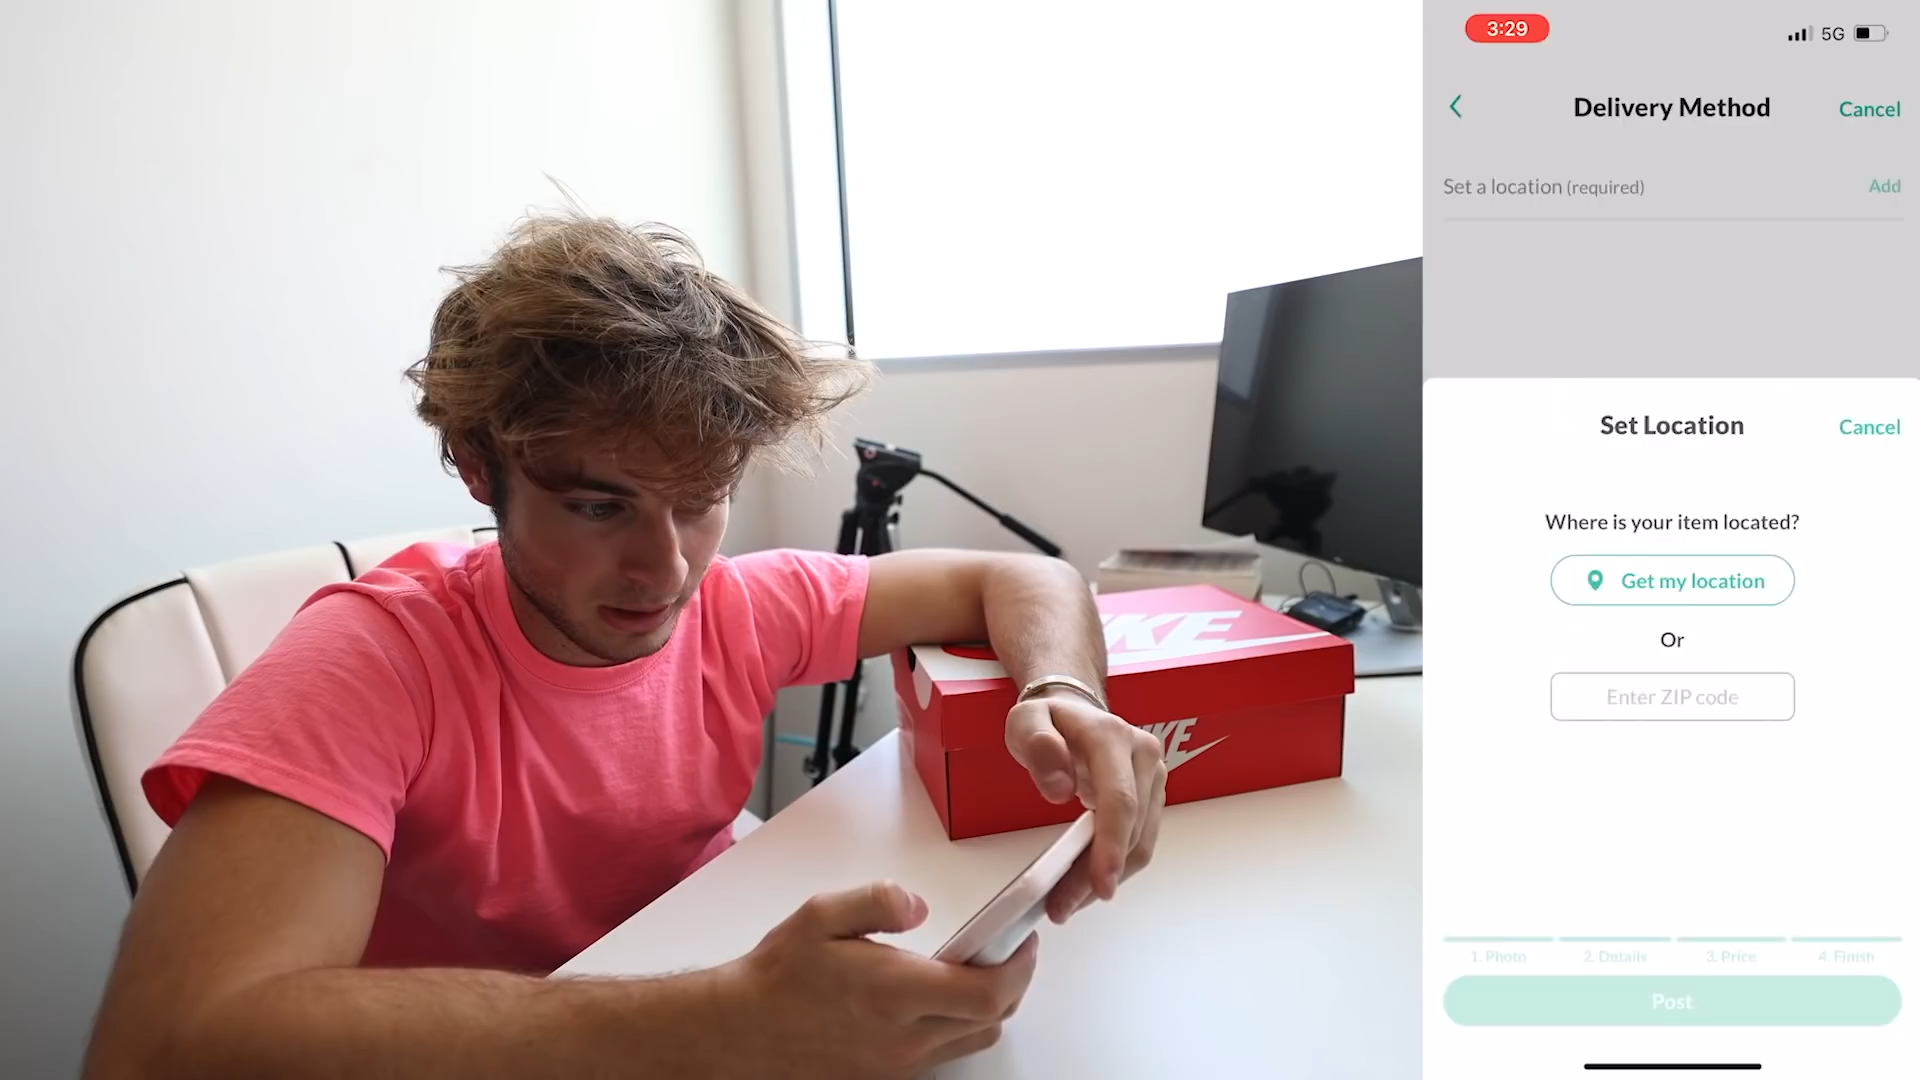 3:29
5G
Delivery Method
Cancel
Set a location (required)
Add
Set Location
Cancel
Where is your item located?
Get my location
Or
Enter ZIP code
1. Photo
2. Details
3. Price
4. Finish
Post